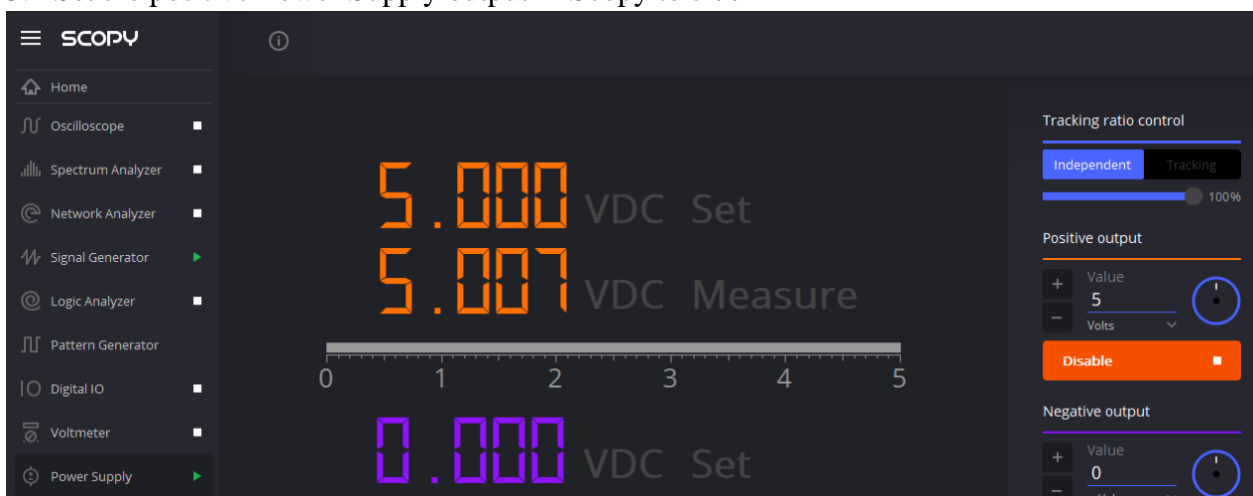 SCOPY
Home
Oscilloscope
Spectrum Analyzer
Network Analyzer
Signal Generator
Logic Analyzer
Pattern Generator
Digital IO
Voltmeter
Power Supply
5.000 VDC Set
5.007 VDC Measure
0 1 2 3 4 5
0.000 VDC Set
Tracking ratio control
Independent Tracking
100%
Positive output
+ Value
5
- Volts
Disable
Negative output
+ Value
0